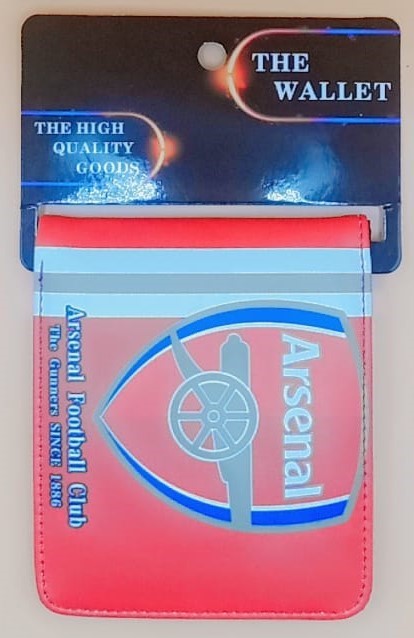 THE
WALLET
THE HIGH
QUALITY
GOODS
Arsenal
Arsenal Football Club
The Gunners SINCE 1886